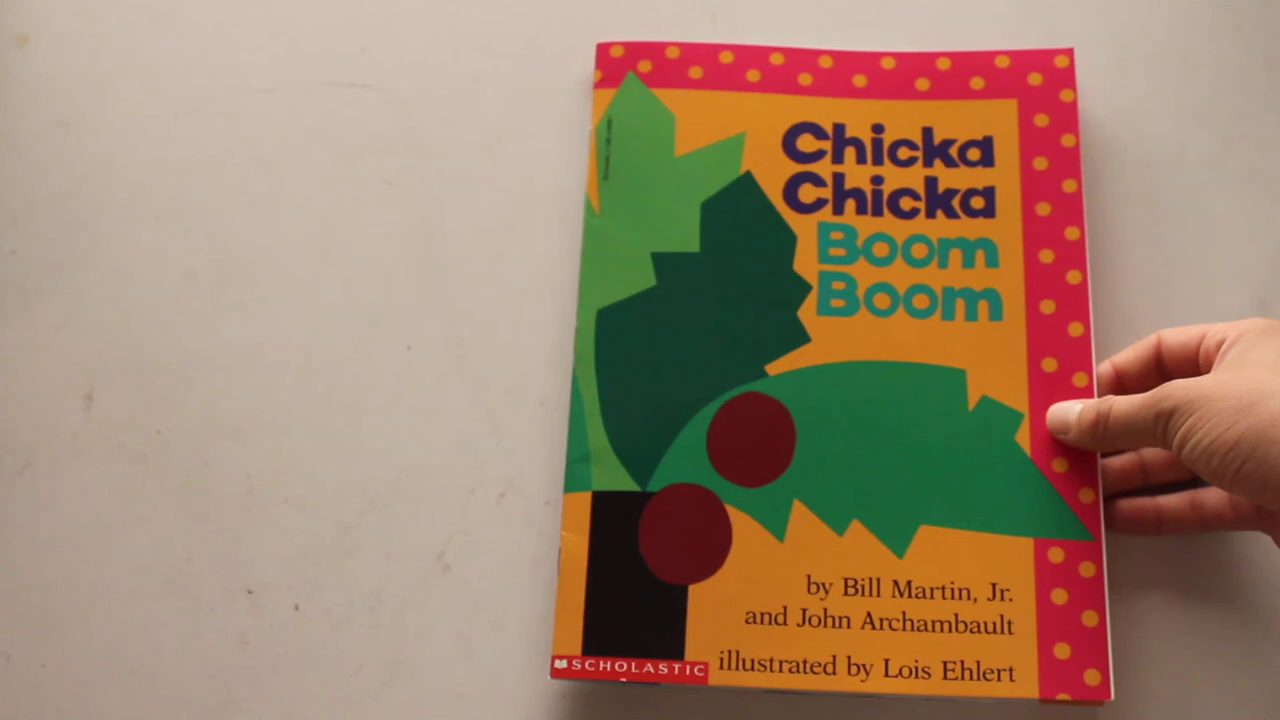 Chicka
Chicka
Boom
Boom
by Bill Martin, Jr.
and John Archambault
illustrated by Lois Ehlert
SCHOLASTIC